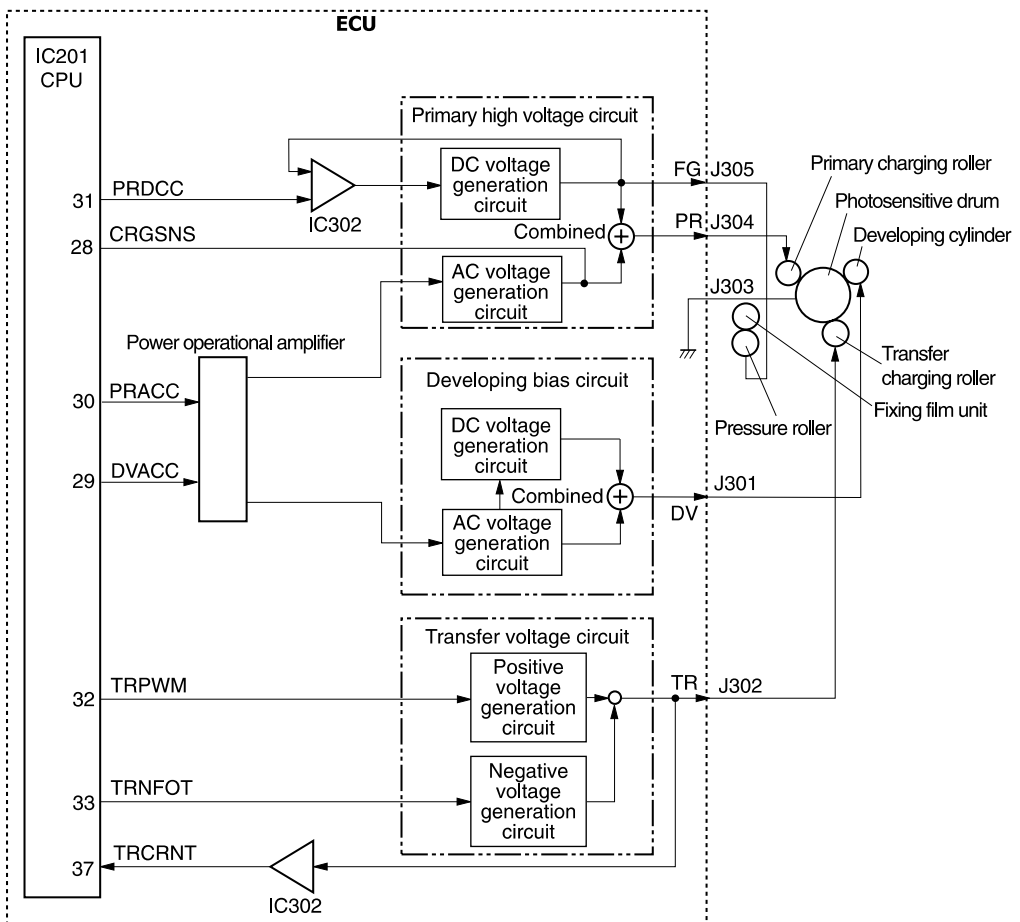 ECU
IC201
CPU
Primary high voltage circuit
DC voltage
generation
circuit
FG
J305
Primary charging roller
Photosensitive drum
Developing cylinder
31
PRDCC
IC302
28
CRGSNS
Combined
PR
J304
AC voltage
generation
circuit
J303
Power operational amplifier
Transfer
charging roller
Fixing film unit
Pressure roller
30
PRACC
29
DVACC
Developing bias circuit
DC voltage
generation
circuit
Combined
J301
DV
AC voltage
generation
circuit
Transfer voltage circuit
32
TRPWM
Positive
voltage
generation
circuit
TR
J302
33
TRNFOT
Negative
voltage
generation
circuit
37
TRCRNT
IC302